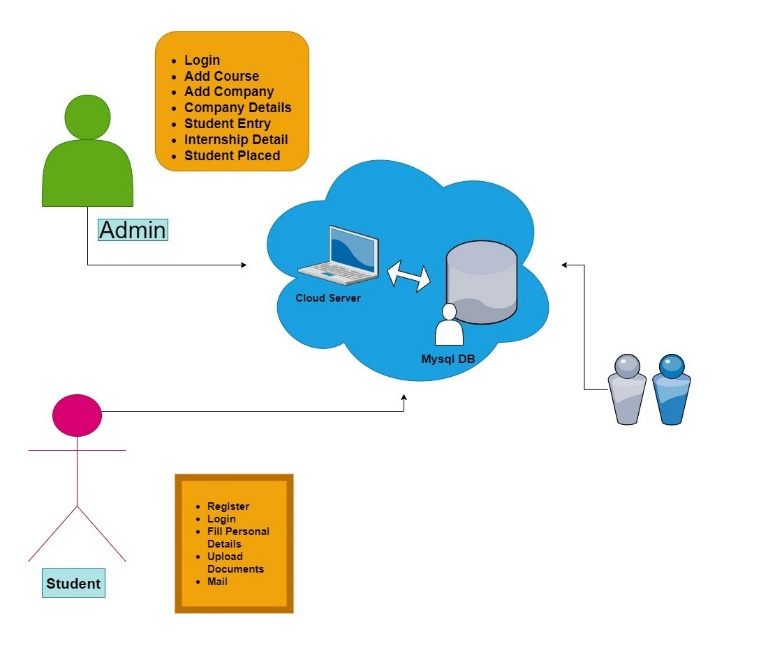 • Login
• Add Course
• Add Company
• Company Details
• Student Entry
• Internship Detail
• Student Placed
Admin
Cloud Server
Mysql DB
• Register
• Login
• Fill Personal
Details
• Upload
Documents
• Mail
Student